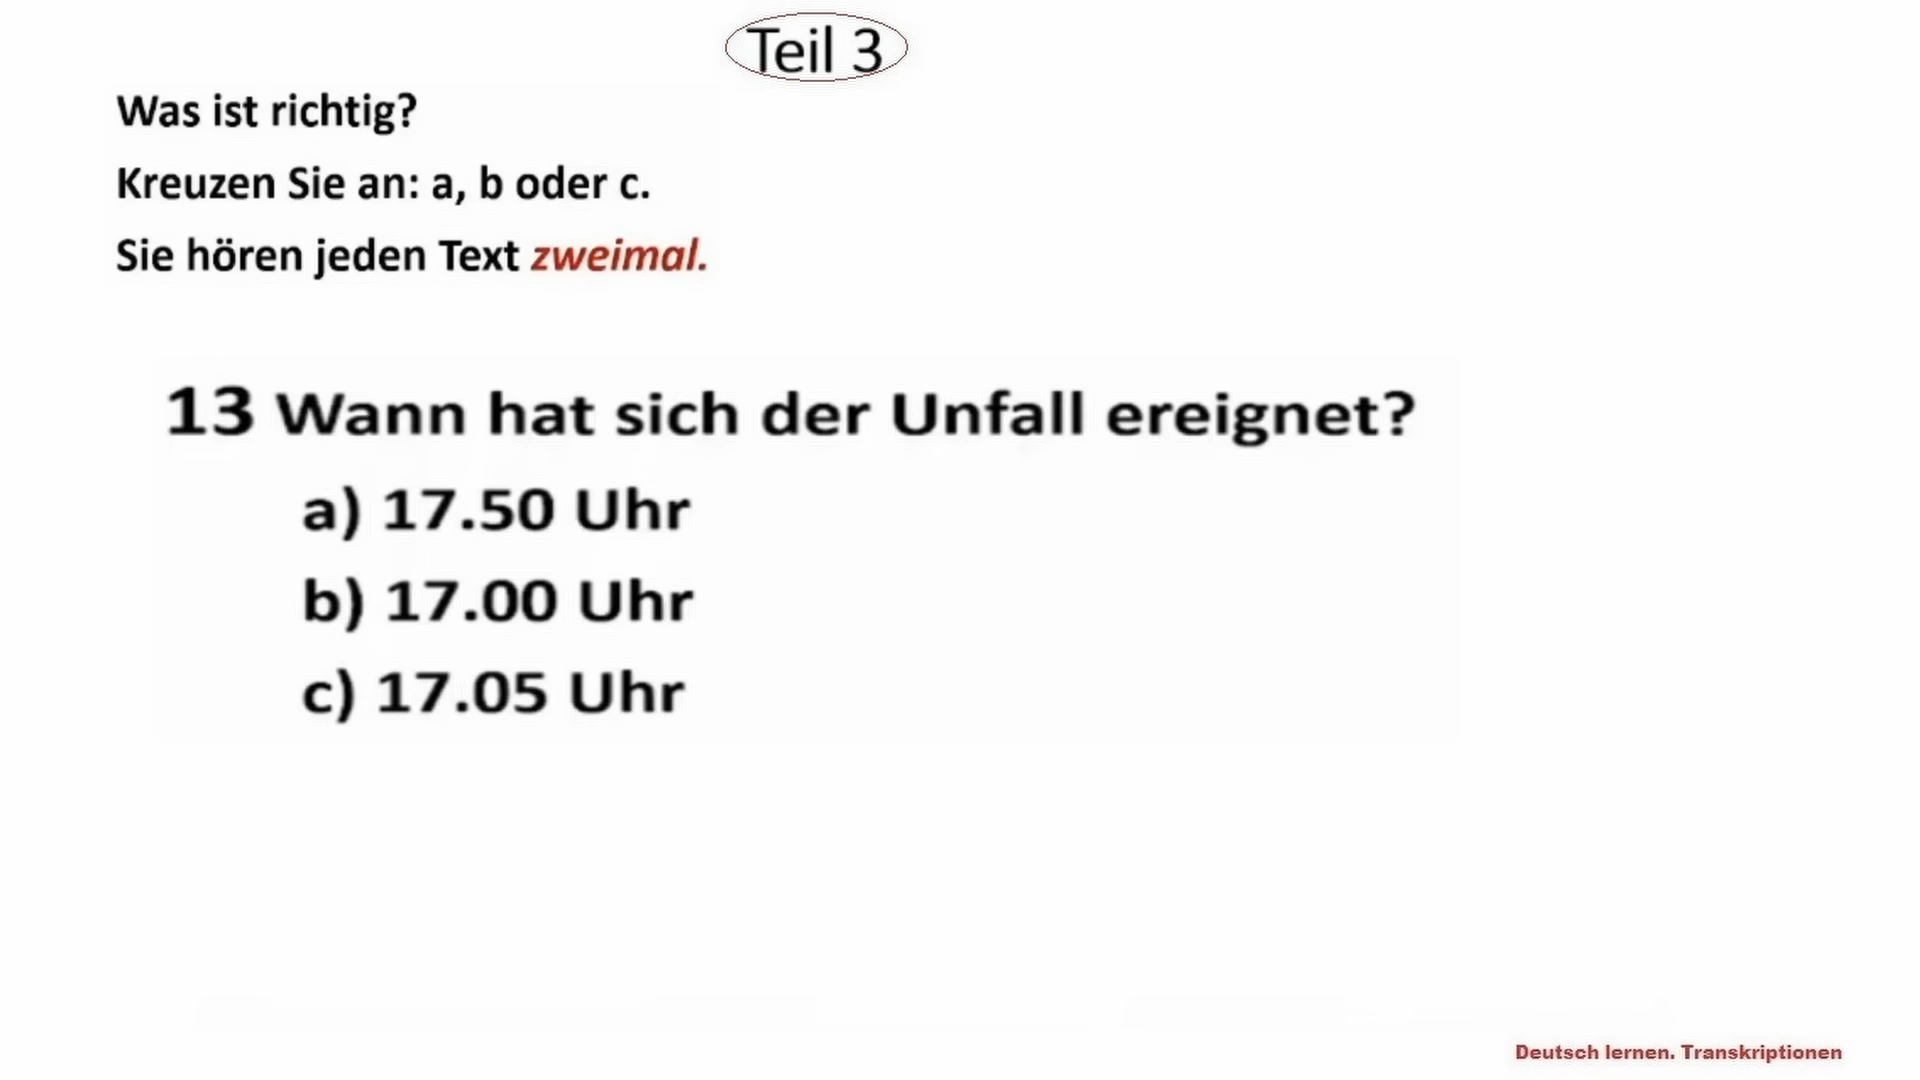 Teil 3
Was ist richtig?
Kreuzen Sie an: a, b oder c.
Sie hören jeden Text zweimal.
13 Wann hat sich der Unfall ereignet?
a) 17.50 Uhr
b) 17.00 Uhr
c) 17.05 Uhr
Deutsch lernen. Transkriptionen